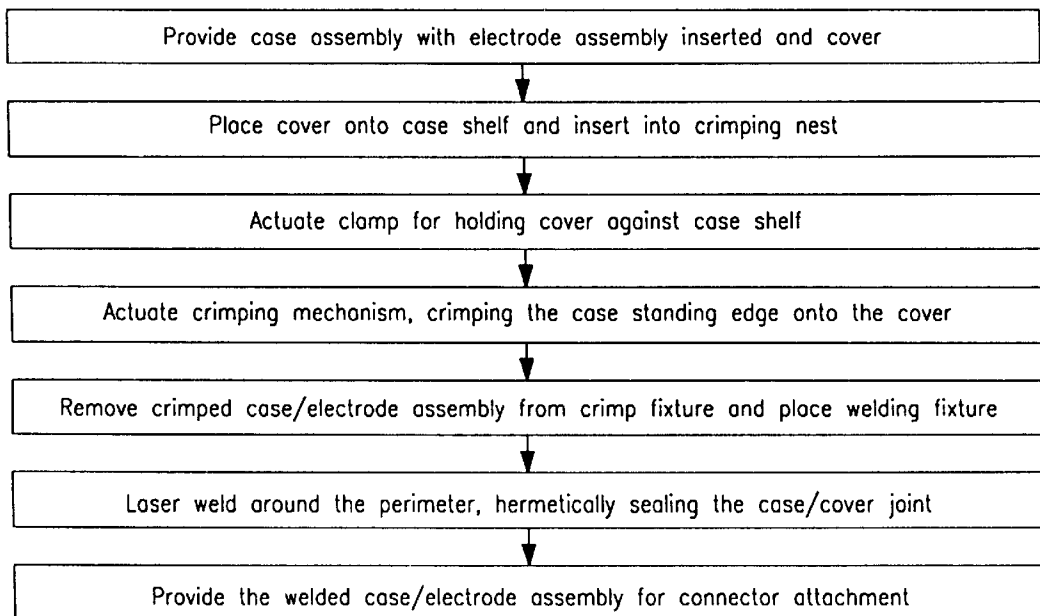 Provide case assembly with electrode assembly inserted and cover
Place cover onto case shelf and insert into crimping nest
Actuate clamp for holding cover against case shelf
Actuate crimping mechanism, crimping the case standing edge onto the cover
Remove crimped case/electrode assembly from crimp fixture and place welding fixture
Laser weld around the perimeter, hermetically sealing the case/cover joint
Provide the welded case/electrode assembly for connector attachment